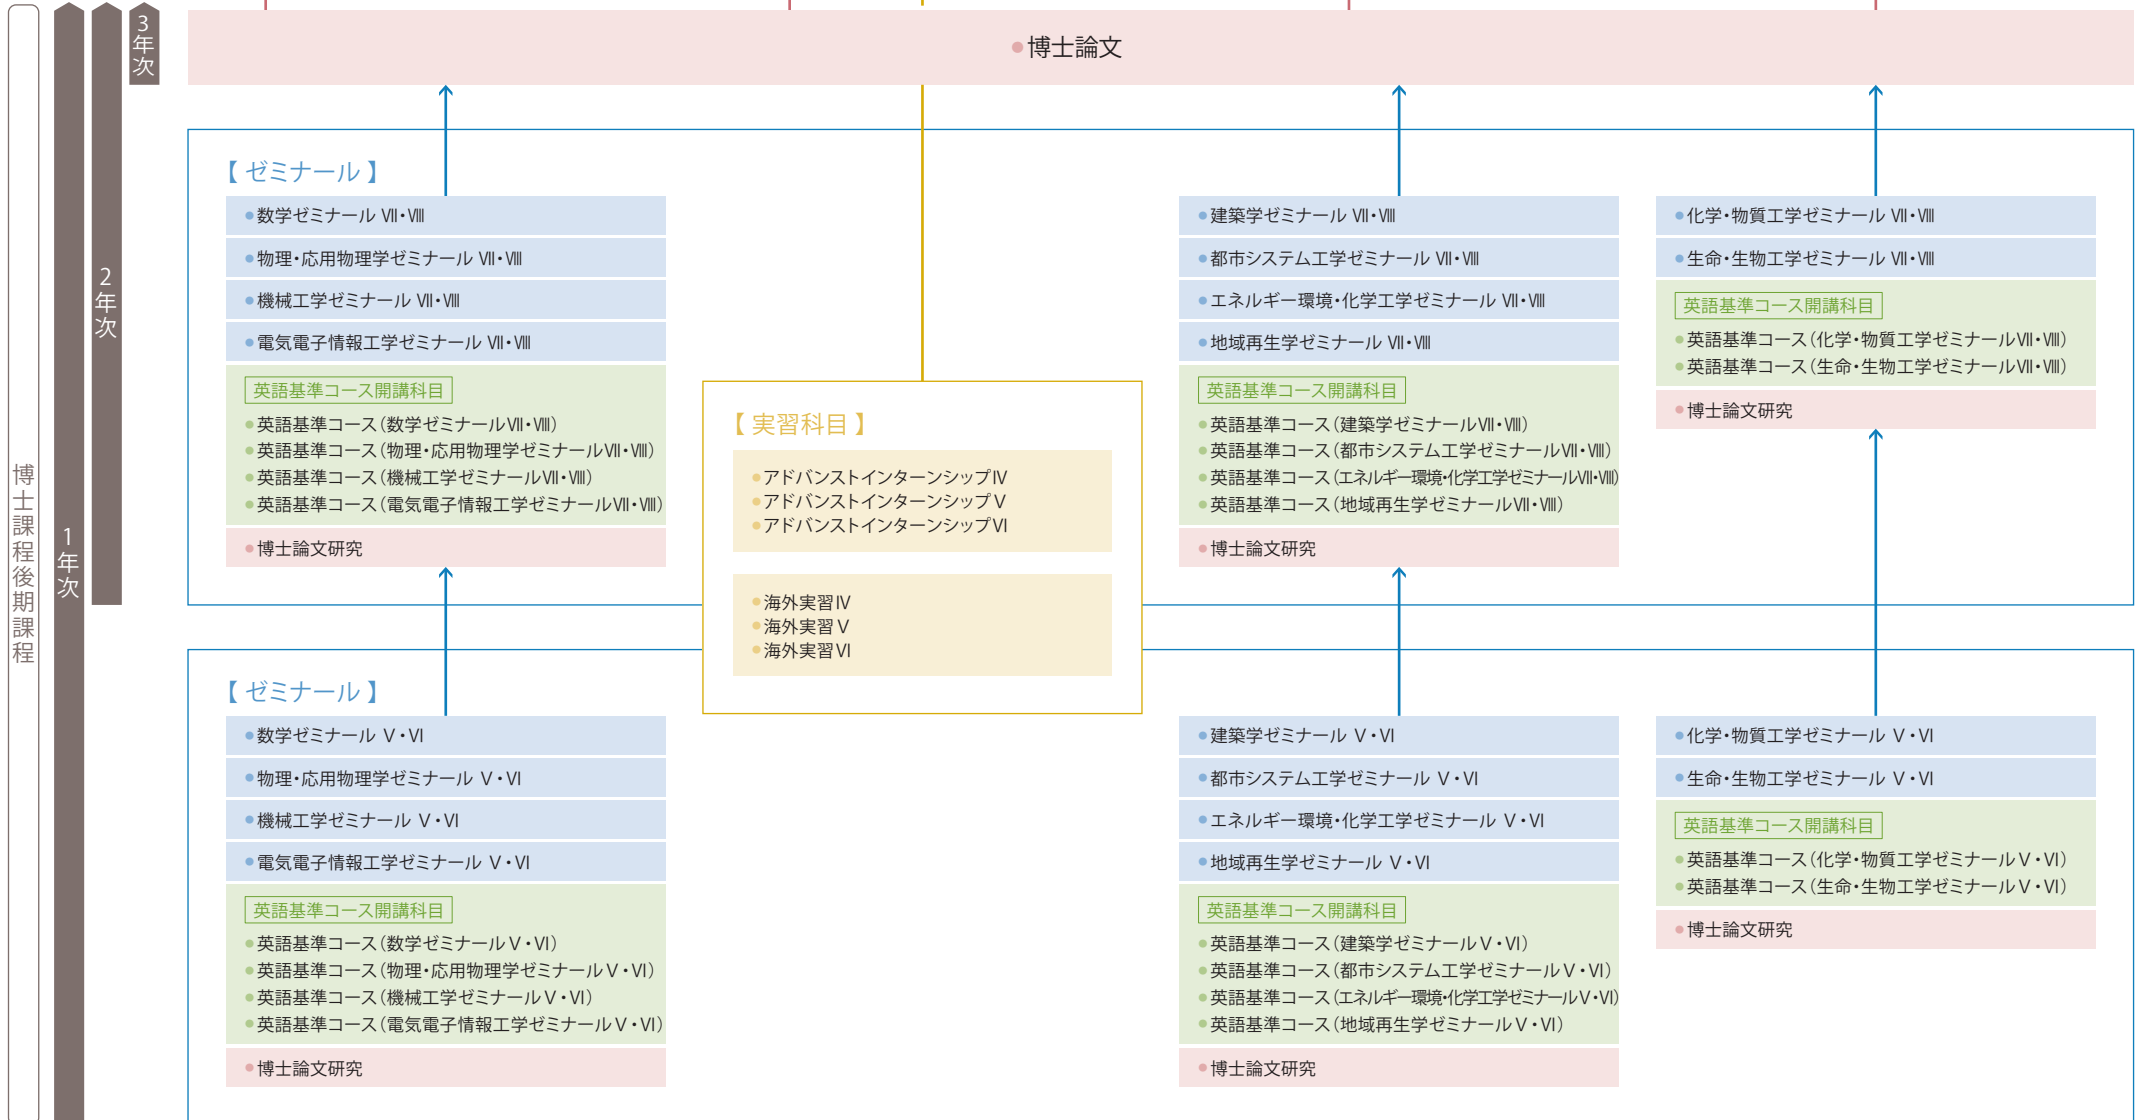 博士課程後期課程
1年次
2年次
3年次
●博士論文
【 ゼミナール 】
●数学ゼミナール Ⅶ・Ⅷ
●物理・応用物理学ゼミナール Ⅶ・Ⅷ
●機械工学ゼミナール Ⅶ・Ⅷ
●電気電子情報工学ゼミナール Ⅶ・Ⅷ
英語基準コース開講科目
●英語基準コース（数学ゼミナールⅦ・Ⅷ）
●英語基準コース（物理・応用物理学ゼミナールⅦ・Ⅷ）
●英語基準コース（機械工学ゼミナールⅦ・Ⅷ）
●英語基準コース（電気電子情報工学ゼミナールⅦ・Ⅷ）
●博士論文研究
【 実習科目 】
●アドバンストインターンシップⅣ
●アドバンストインターンシップⅤ
●アドバンストインターンシップⅥ
●海外実習Ⅳ
●海外実習Ⅴ
●海外実習Ⅵ
●建築学ゼミナール Ⅶ・Ⅷ
●都市システム工学ゼミナール Ⅶ・Ⅷ
●エネルギー環境・化学工学ゼミナール Ⅶ・Ⅷ
●地域再生学ゼミナール Ⅶ・Ⅷ
英語基準コース開講科目
●英語基準コース（建築学ゼミナールⅦ・Ⅷ）
●英語基準コース（都市システム工学ゼミナールⅦ・Ⅷ）
●英語基準コース（エネルギー環境・化学工学ゼミナールⅦ・Ⅷ）
●英語基準コース（地域再生学ゼミナールⅦ・Ⅷ）
●博士論文研究
●化学・物質工学ゼミナール Ⅶ・Ⅷ
●生命・生物工学ゼミナール Ⅶ・Ⅷ
英語基準コース開講科目
●英語基準コース（化学・物質工学ゼミナールⅦ・Ⅷ）
●英語基準コース（生命・生物工学ゼミナールⅦ・Ⅷ）
●博士論文研究
【 ゼミナール 】
●数学ゼミナール Ⅴ・Ⅵ
●物理・応用物理学ゼミナール Ⅴ・Ⅵ
●機械工学ゼミナール Ⅴ・Ⅵ
●電気電子情報工学ゼミナール Ⅴ・Ⅵ
英語基準コース開講科目
●英語基準コース（数学ゼミナールⅤ・Ⅵ）
●英語基準コース（物理・応用物理学ゼミナールⅤ・Ⅵ）
●英語基準コース（機械工学ゼミナールⅤ・Ⅵ）
●英語基準コース（電気電子情報工学ゼミナールⅤ・Ⅵ）
●博士論文研究
●建築学ゼミナール Ⅴ・Ⅵ
●都市システム工学ゼミナール Ⅴ・Ⅵ
●エネルギー環境・化学工学ゼミナール Ⅴ・Ⅵ
●地域再生学ゼミナール Ⅴ・Ⅵ
英語基準コース開講科目
●英語基準コース（建築学ゼミナールⅤ・Ⅵ）
●英語基準コース（都市システム工学ゼミナールⅤ・Ⅵ）
●英語基準コース（エネルギー環境・化学工学ゼミナールⅤ・Ⅵ）
●英語基準コース（地域再生学ゼミナールⅤ・Ⅵ）
●博士論文研究
●化学・物質工学ゼミナール Ⅴ・Ⅵ
●生命・生物工学ゼミナール Ⅴ・Ⅵ
英語基準コース開講科目
●英語基準コース（化学・物質工学ゼミナールⅤ・Ⅵ）
●英語基準コース（生命・生物工学ゼミナールⅤ・Ⅵ）
●博士論文研究